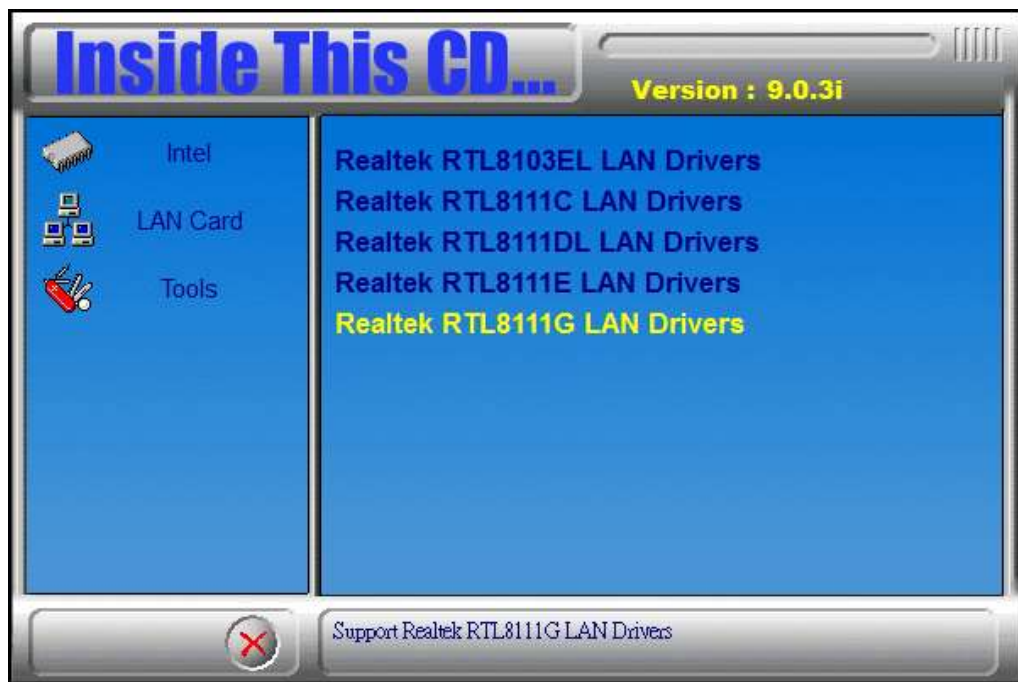 Inside This CD...
Version : 9.0.3i
Intel
LAN Card
Tools
Realtek RTL8103EL LAN Drivers
Realtek RTL8111C LAN Drivers
Realtek RTL8111DL LAN Drivers
Realtek RTL8111E LAN Drivers
Realtek RTL8111G LAN Drivers
Support Realtek RTL8111G LAN Drivers